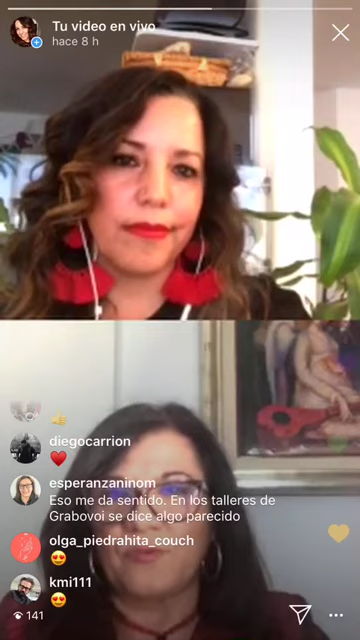 Tu video en vivo
hace 8 h
diegocarrion
esperanzaninom
Eso me da sentido. En los talleres de
Grabovoi se dice algo parecido
olga_piedrahita_couch
kmi111
141